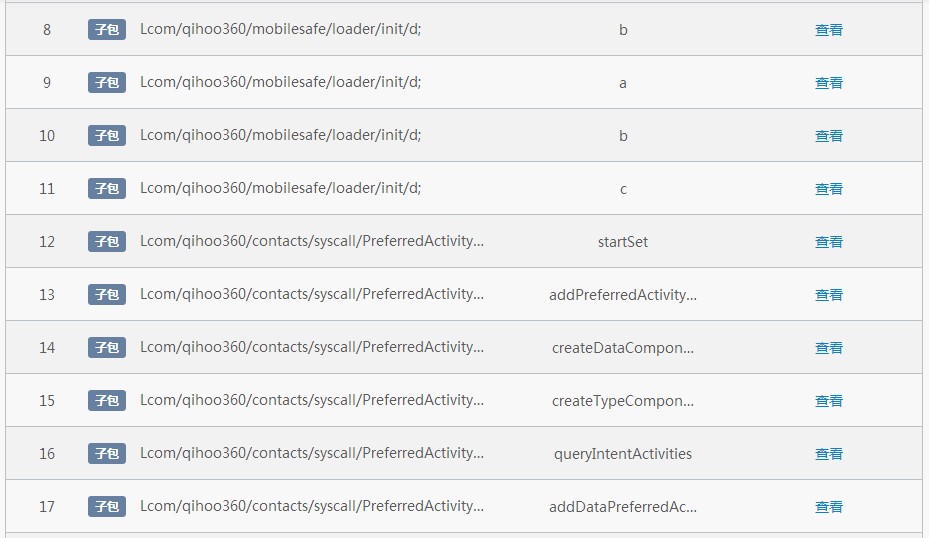 8 子包 Lcom/qihoo360/mobilesafe/loader/init/d; b 查看
9 子包 Lcom/qihoo360/mobilesafe/loader/init/d; a 查看
10 子包 Lcom/qihoo360/mobilesafe/loader/init/d; b 查看
11 子包 Lcom/qihoo360/mobilesafe/loader/init/d; c 查看
12 子包 Lcom/qihoo360/contacts/syscall/PreferredActivity... startSet 查看
13 子包 Lcom/qihoo360/contacts/syscall/PreferredActivity... addPreferredActivity... 查看
14 子包 Lcom/qihoo360/contacts/syscall/PreferredActivity... createDataCompon... 查看
15 子包 Lcom/qihoo360/contacts/syscall/PreferredActivity... createTypeCompon... 查看
16 子包 Lcom/qihoo360/contacts/syscall/PreferredActivity... queryIntentActivities 查看
17 子包 Lcom/qihoo360/contacts/syscall/PreferredActivity... addDataPreferredAc... 查看